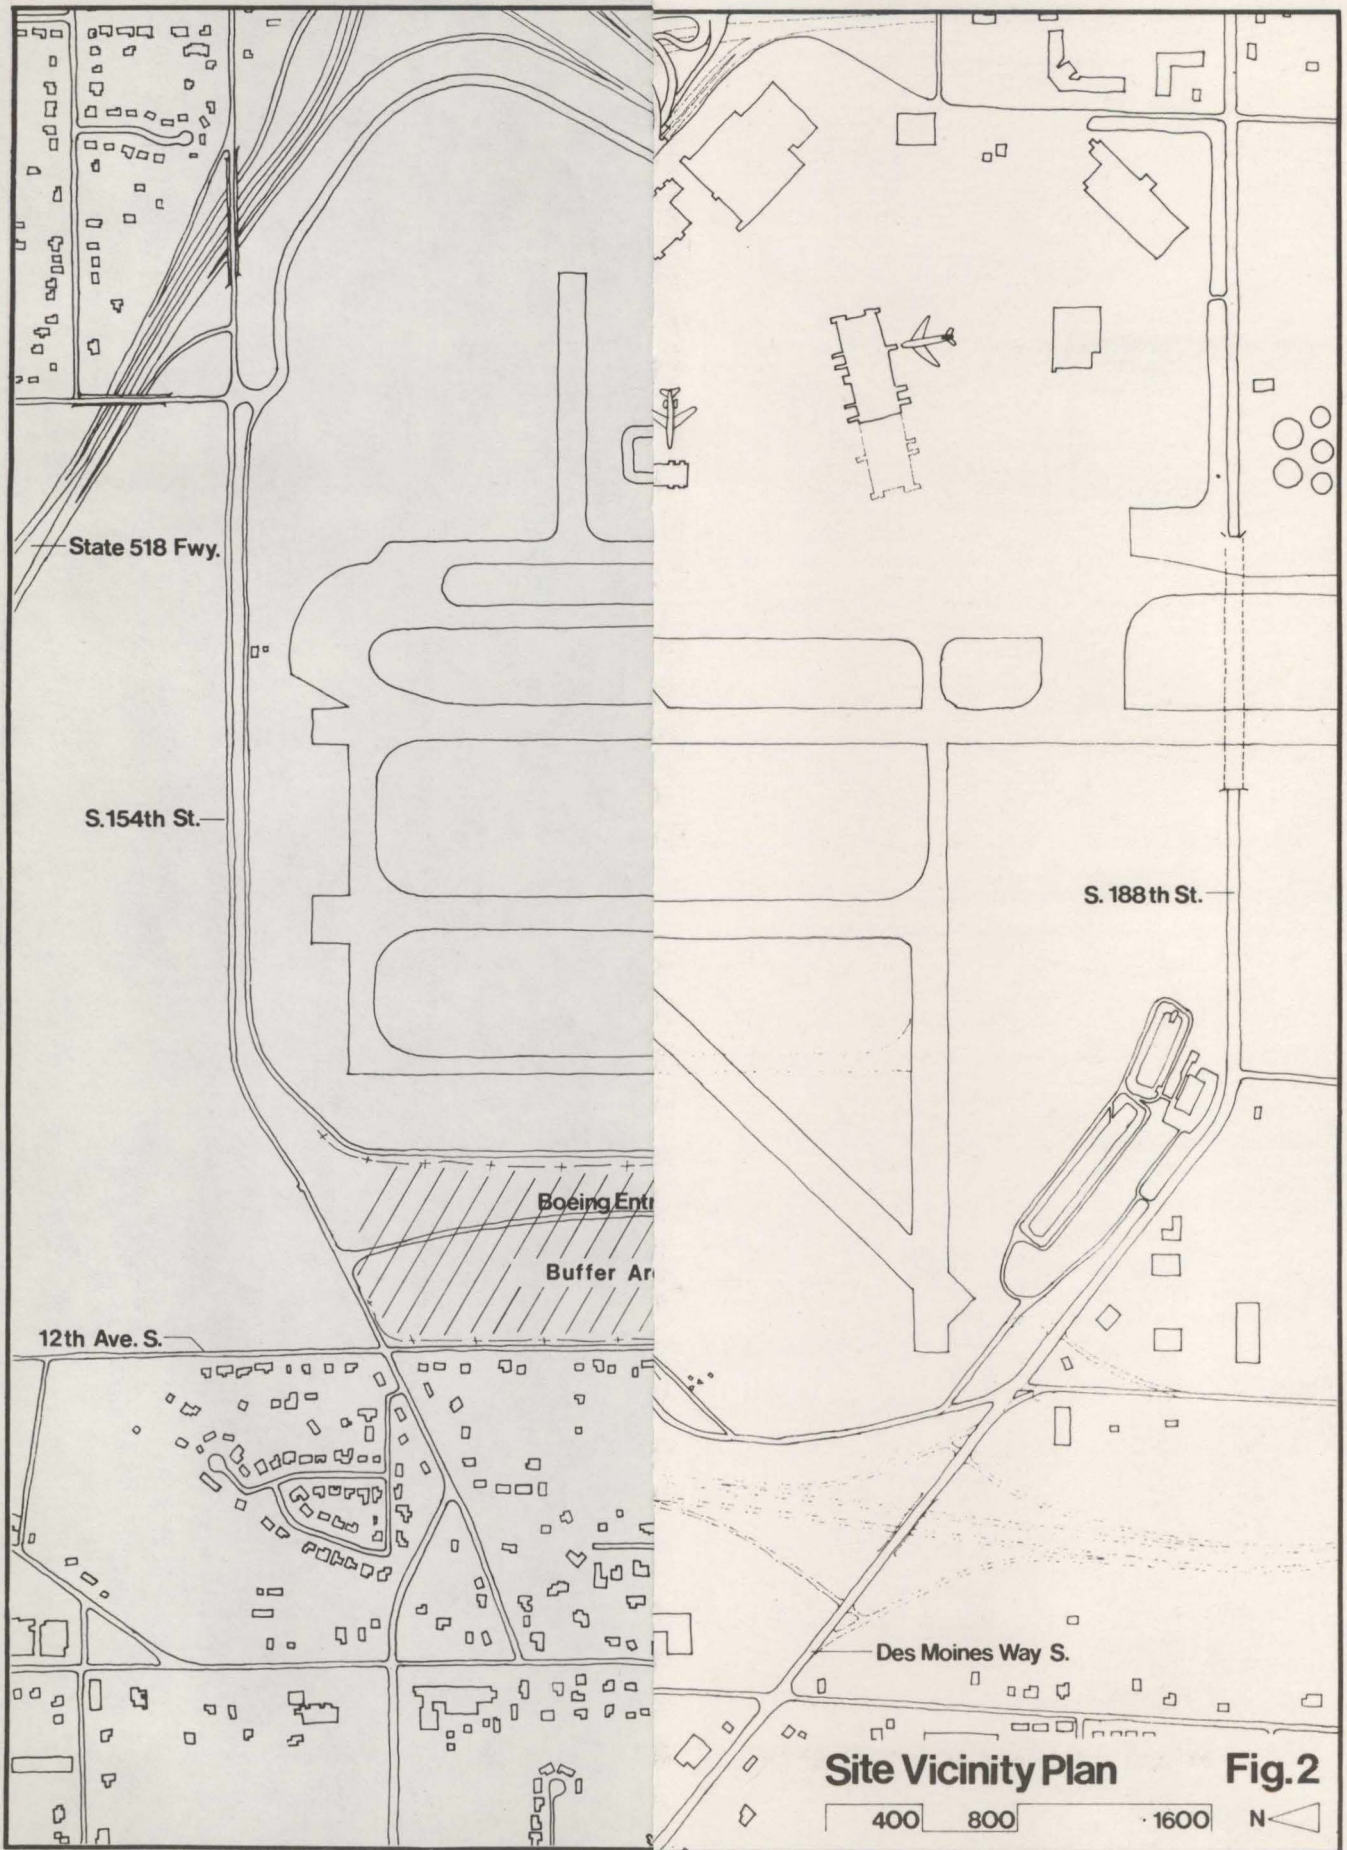 State 518 Fwy.
S.154th St.
S. 188th St.
Boeing Entr
Buffer Ar
12th Ave. S.
Des Moines Way S.
Site Vicinity Plan Fig.2
400 800 1600 N